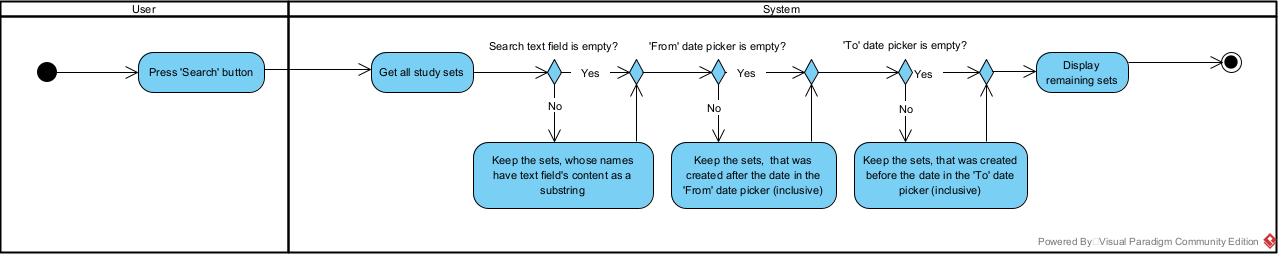 User
System
Search text field is empty?
'From' date picker is empty?
'To' date picker is empty?
Press 'Search' button
Get all study sets
Yes
Yes
Yes
Display
remaining sets
No
No
No
Keep the sets, whose names
have text field's content as a
substring
Keep the sets, that was
created after the date in the
'From' date picker (inclusive)
Keep the sets, that was created
before the date in the 'To' date
picker (inclusive)
Powered By Visual Paradigm Community Edition